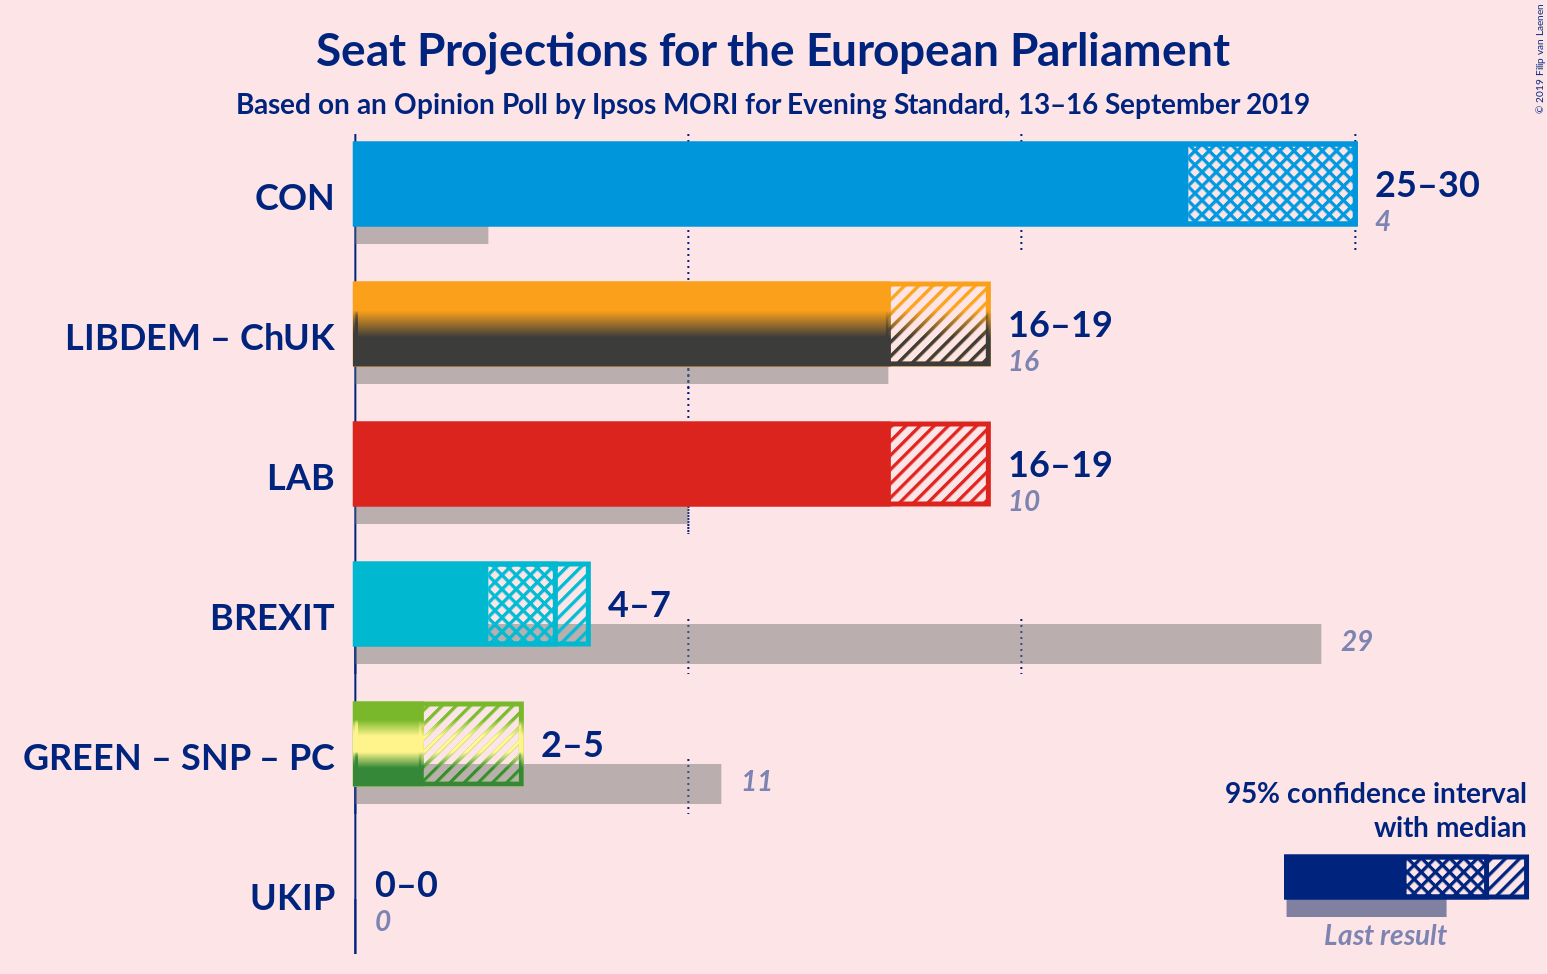 Seat Projections for the European Parliament
Based on an Opinion Poll by Ipsos MORI for Evening Standard, 13–16 September 2019
© 2019 Filip van Laenen
CON
25–30
4
LIBDEM – ChUK
16–19
16
LAB
16–19
10
BREXIT
4–7
29
GREEN – SNP – PC
2–5
11
UKIP
0–0
0
95% confidence interval
with median
Last result